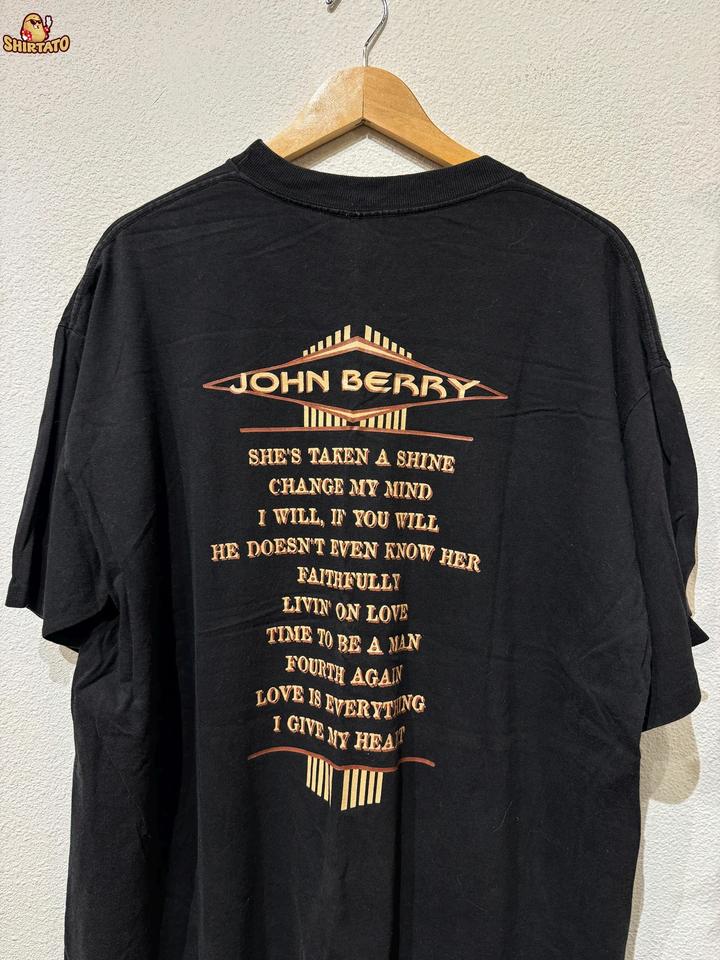 SHIRTATO
JOHN BERRY
SHE'S TAKEN A SHINE
CHANGE MY MIND
I WILL, IF YOU WILL
HE DOESN'T EVEN KNOW HER
FAITHFULLY
LIVIN' ON LOVE
TIME TO BE A MAN
FOURTH AGAIN
LOVE IS EVERYTHING
I GIVE MY HEART